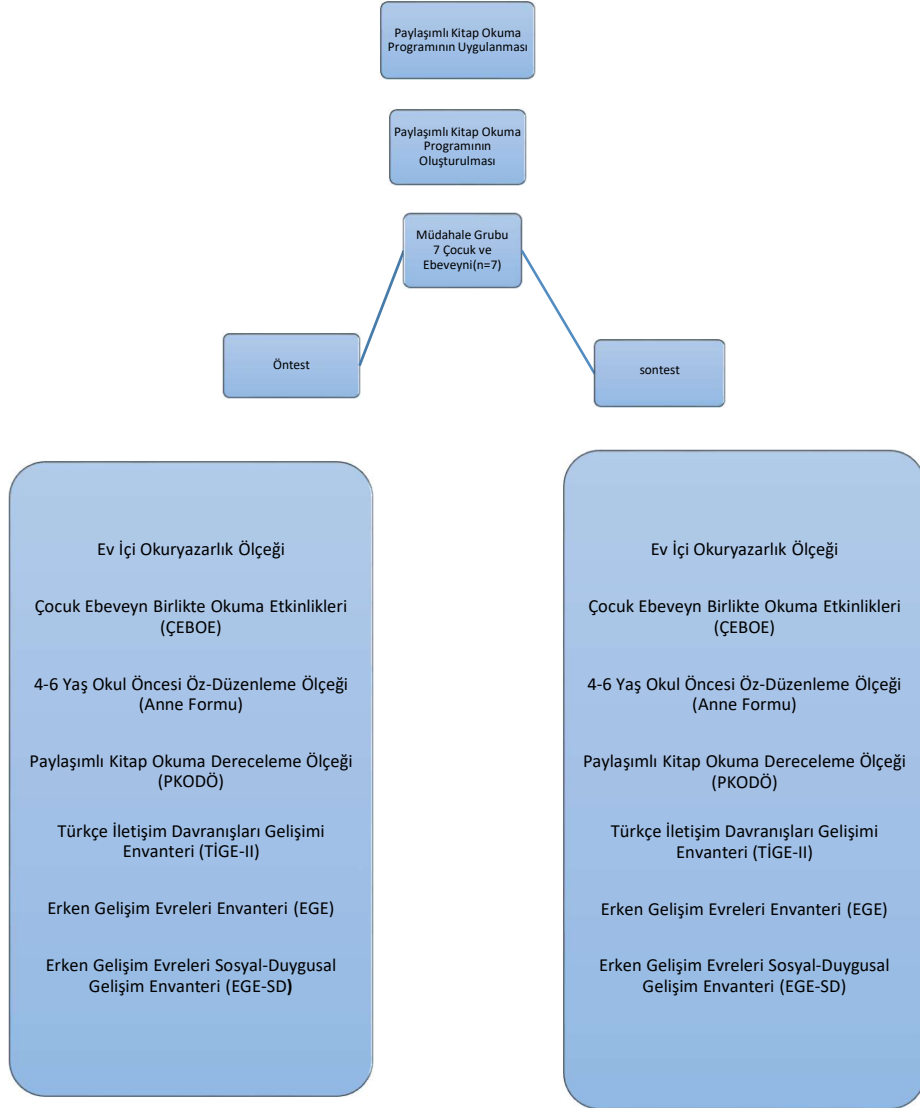 Paylaşımlı Kitap Okuma
Programının Uygulanması
Paylaşımlı Kitap Okuma
Programının
Oluşturulması
Müdahale Grubu
7 Çocuk ve
Ebeveyni(n=7)
Öntest
sontest
Ev İçi Okuryazarlık Ölçeği
Çocuk Ebeveyn Birlikte Okuma Etkinlikleri
(ÇEBOE)
4-6 Yaş Okul Öncesi Öz-Düzenleme Ölçeği
(Anne Formu)
Paylaşımlı Kitap Okuma Dereceleme Ölçeği
(PKODÖ)
Türkçe İletişim Davranışları Gelişimi
Envanteri (TİGE-II)
Erken Gelişim Evreleri Envanteri (EGE)
Erken Gelişim Evreleri Sosyal-Duygusal
Gelişim Envanteri (EGE-SD)
Ev İçi Okuryazarlık Ölçeği
Çocuk Ebeveyn Birlikte Okuma Etkinlikleri
(ÇEBOE)
4-6 Yaş Okul Öncesi Öz-Düzenleme Ölçeği
(Anne Formu)
Paylaşımlı Kitap Okuma Dereceleme Ölçeği
(PKODÖ)
Türkçe İletişim Davranışları Gelişimi
Envanteri (TİGE-II)
Erken Gelişim Evreleri Envanteri (EGE)
Erken Gelişim Evreleri Sosyal-Duygusal
Gelişim Envanteri (EGE-SD)